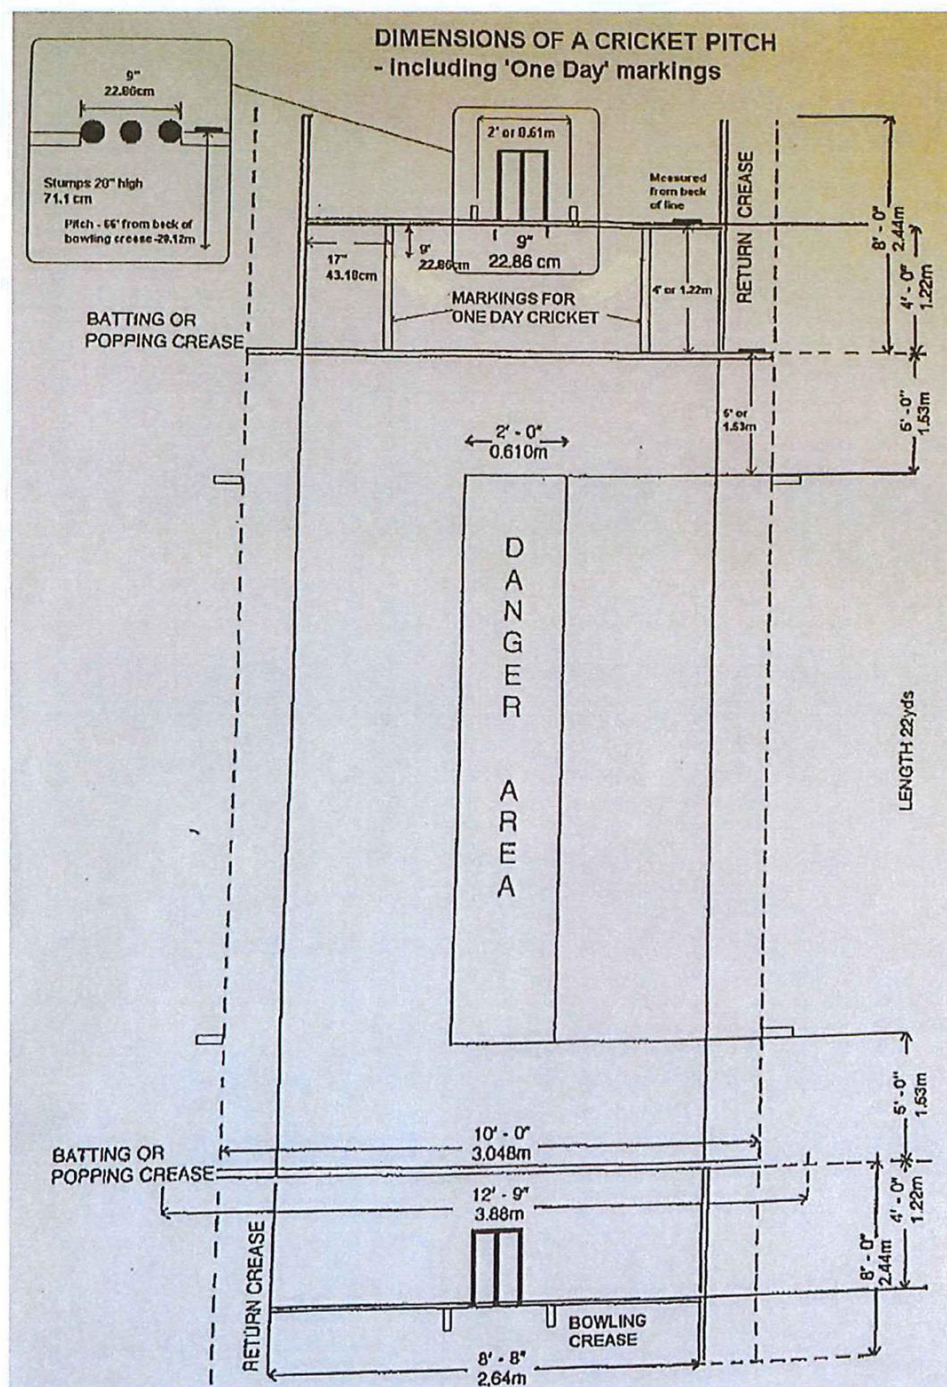 DIMENSIONS OF A CRICKET PITCH
- Including 'One Day' markings
9"
22.86cm
Stumps 20" high
71.1 cm
Pitch - 66' from back of
bowling crease -20.12m
2' or 0.61m
Measured
from back
of line
RETURN CREASE
8' - 0"
2.44m
4' - 0"
1.22m
17"
43.18cm
9"
22.86cm
9"
22.86 cm
4' or 1.22m
MARKINGS FOR
ONE DAY CRICKET
BATTING OR
POPPING CREASE
5' or
1.53m
5' - 0"
1.53m
2' - 0"
0.610m
DANGER AREA
LENGTH 22yds
5' - 0"
1.53m
10' - 0"
3.048m
BATTING OR
POPPING CREASE
12' - 9"
3.88m
4' - 0"
1.22m
8' - 0"
2.44m
RETURN CREASE
BOWLING
CREASE
8' - 8"
2.64m